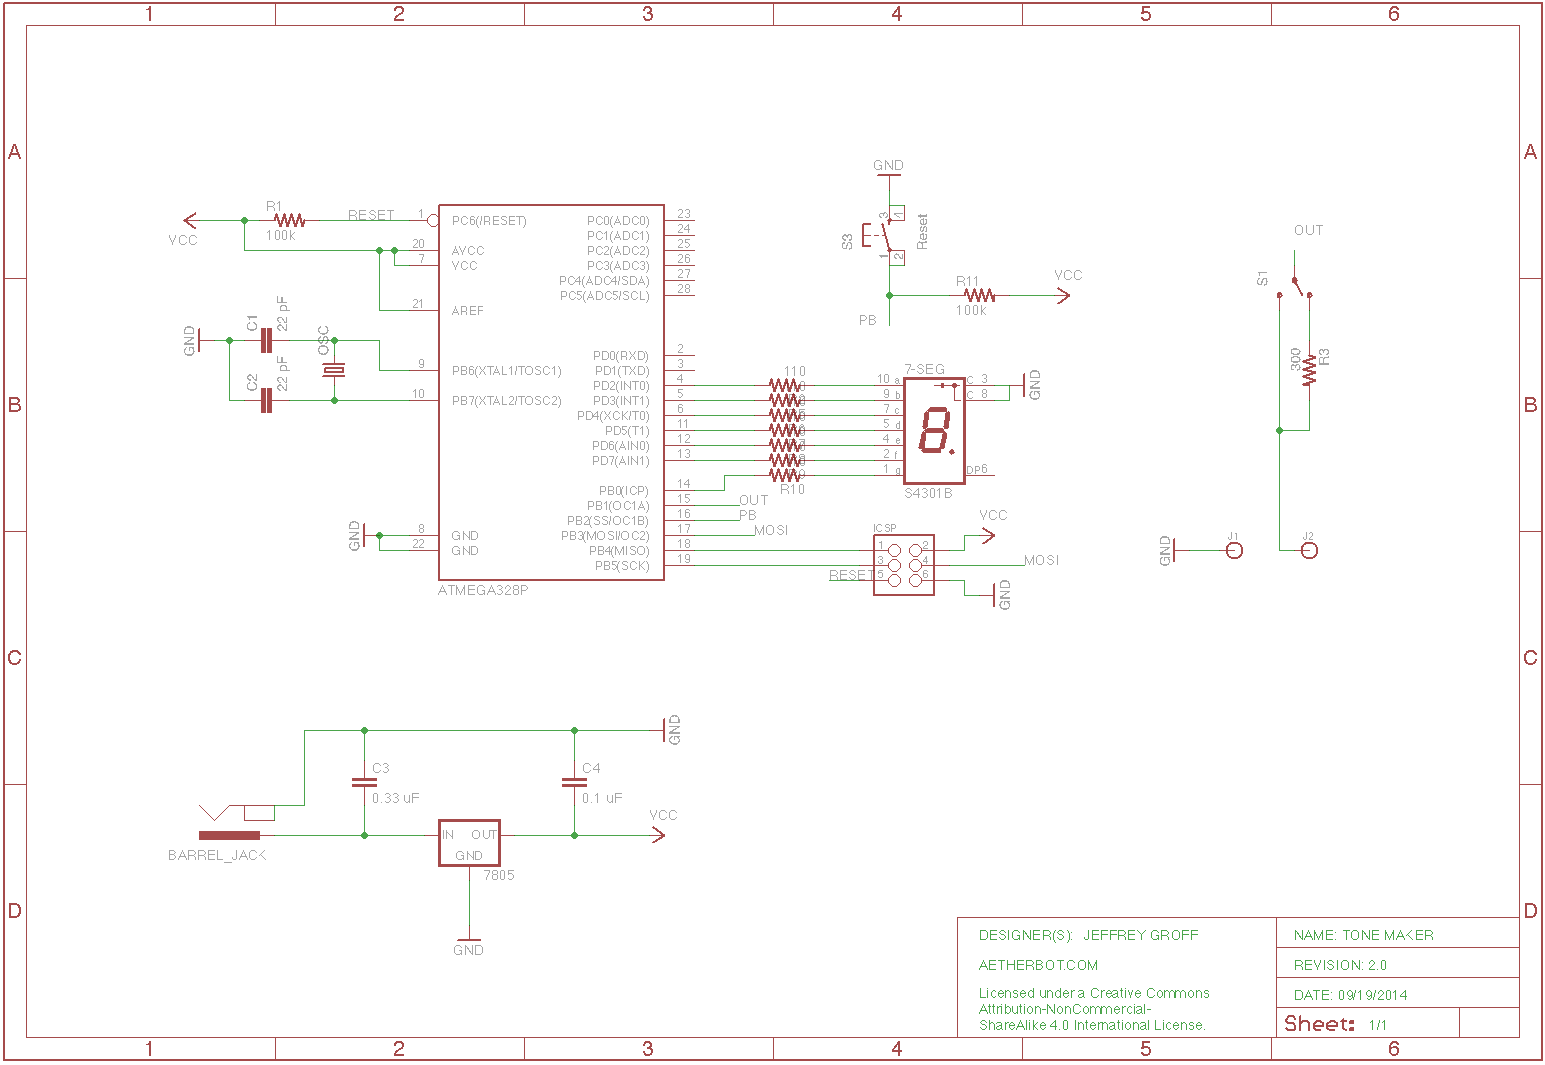 1 2 3 4 5 6
A A
B B
C C
D D
R1
100k
RESET
VCC
1 PC6(/RESET)
20 AVCC
7 VCC
21 AREF
9 PB6(XTAL1/TOSC1)
10 PB7(XTAL2/TOSC2)
8 GND
22 GND
PC0(ADC0) 23
PC1(ADC1) 24
PC2(ADC2) 25
PC3(ADC3) 26
PC4(ADC4/SDA) 27
PC5(ADC5/SCL) 28
PD0(RXD) 2
PD1(TXD) 3
PD2(INT0) 4
PD3(INT1) 5
PD4(XCK/T0) 6
PD5(T1) 11
PD6(AIN0) 12
PD7(AIN1) 13
PB0(ICP) 14
PB1(OC1A) 15
PB2(SS/OC1B) 16
PB3(MOSI/OC2) 17
PB4(MISO) 18
PB5(SCK) 19
ATMEGA328P
GND
C1
22 pF
C2
22 pF
OSC
GND
OUT
PB
MOSI
110
R10
GND
S3
3 4
1 2
Reset
R11
100k
VCC
PB
7-SEG
10 a C 3
9 b C 8
7 c
5 d
4 e
2 f
1 g DP 6
S4301B
GND
ICSP
1 2
3 4
5 6
RESET
VCC
MOSI
GND
OUT
S1
300
R3
GND
J1
J2
GND
C3
0.33 uF
C4
0.1 uF
VCC
IN OUT
GND
7805
GND
BARREL_JACK
DESIGNER(S): JEFFREY GROFF
AETHERBOT.COM
Licensed under a Creative Commons
Attribution-NonCommercial-
ShareAlike 4.0 International License.
NAME: TONE MAKER
REVISION: 2.0
DATE: 09/19/2014
Sheet: 1/1
1 2 3 4 5 6